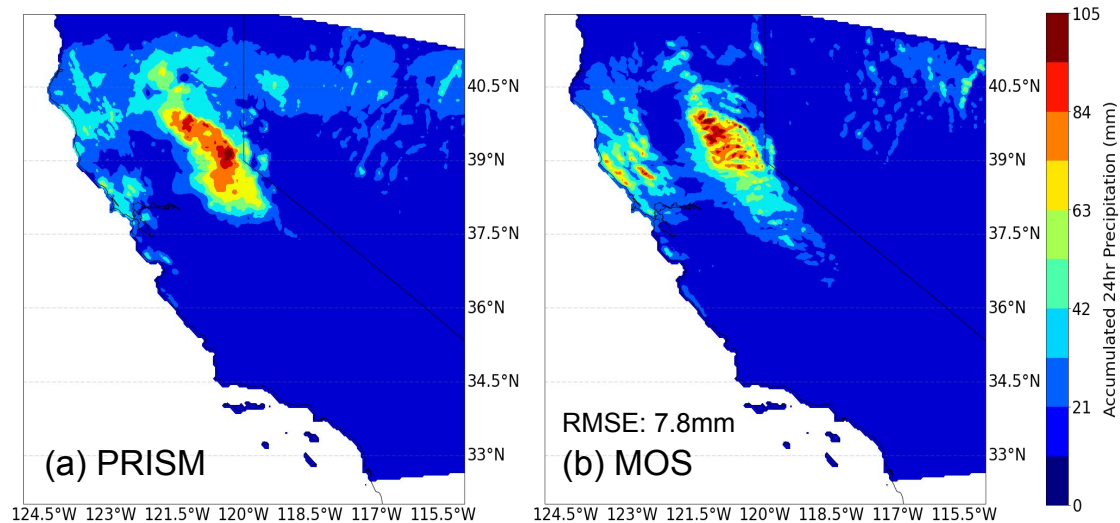 40.5°N
39°N
37.5°N
36°N
34.5°N
33°N
(a) PRISM
124.5°W 123°W 121.5°W 120°W 118.5°W 117°W 115.5°W
40.5°N
39°N
37.5°N
36°N
34.5°N
33°N
RMSE: 7.8mm
(b) MOS
124.5°W 123°W 121.5°W 120°W 118.5°W 117°W 115.5°W
105
84
63
42
21
0
Accumulated 24hr Precipitation (mm)